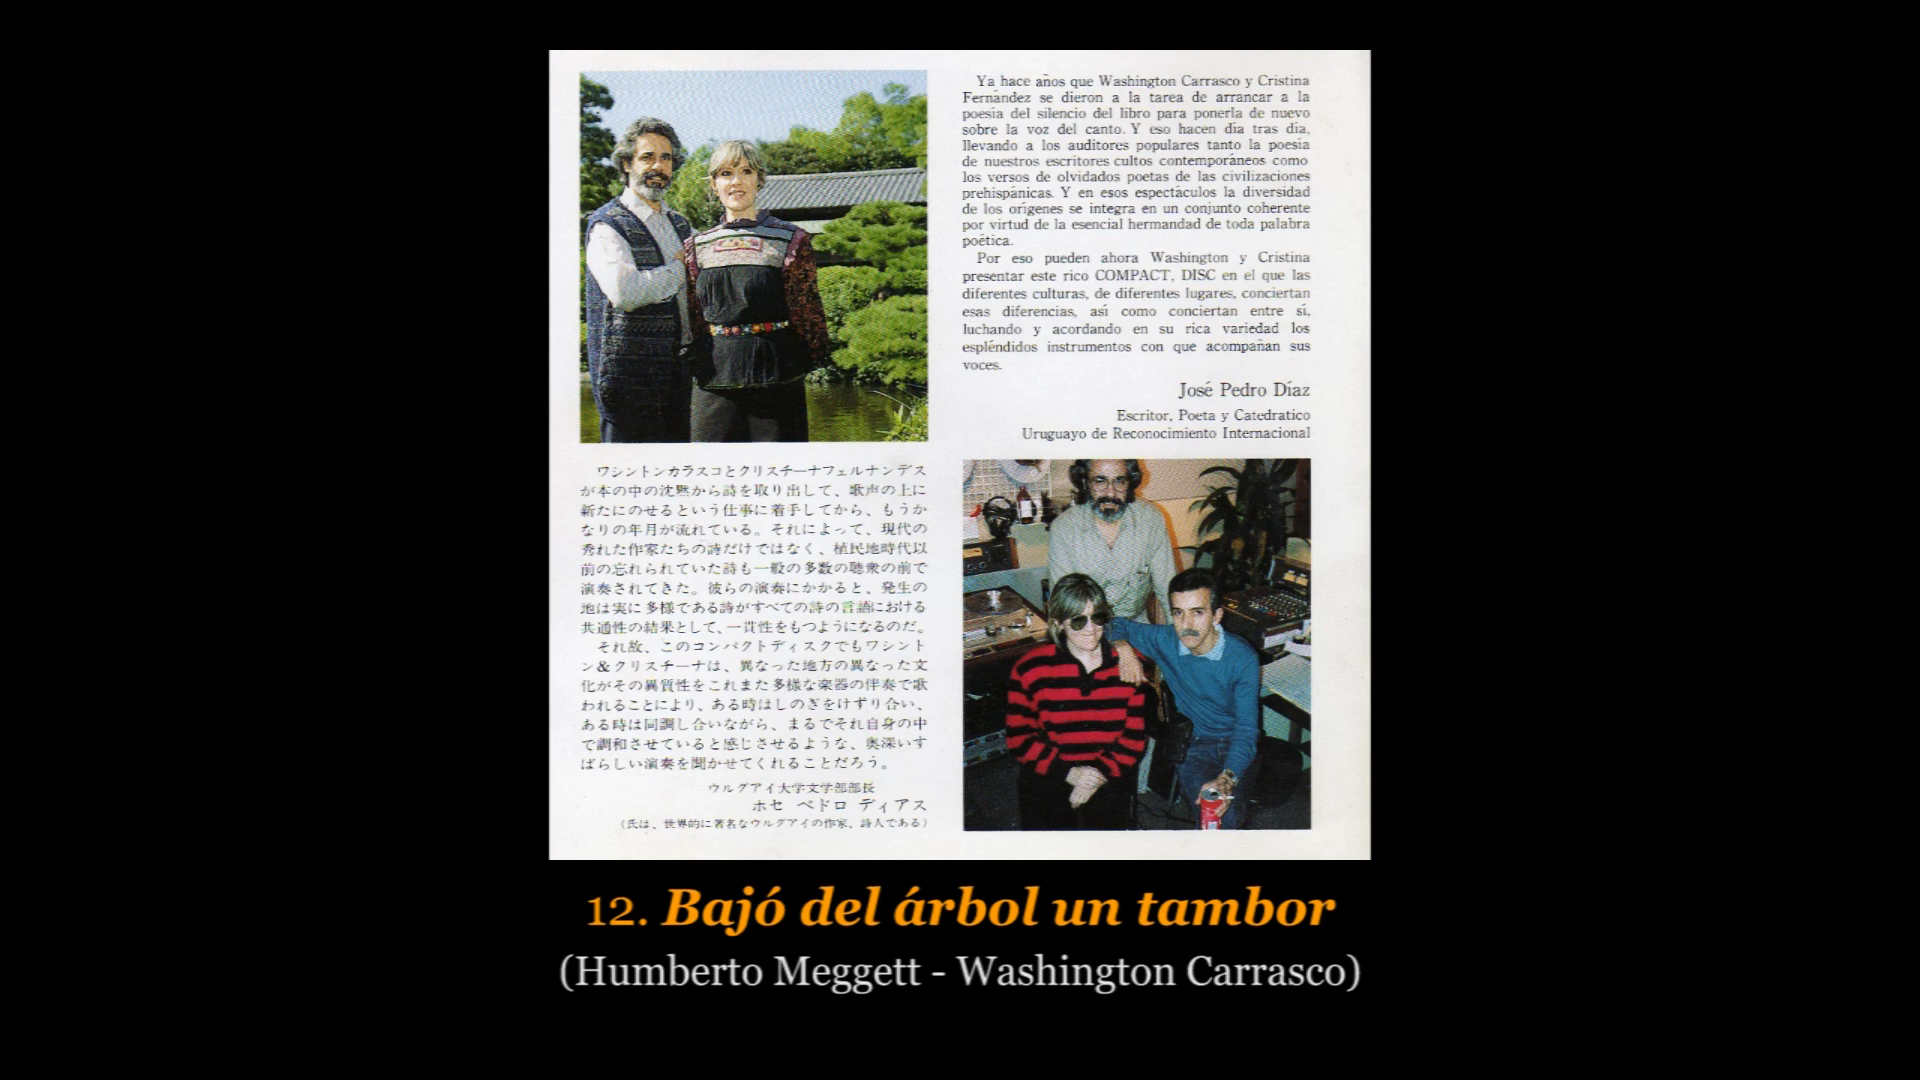 Ya hace años que Washington Carrasco y Cristina
Fernández se dieron a la tarea de arrancar a la
poesía del silencio del libro para ponerla de nuevo
sobre la voz del canto. Y eso hacen día tras día,
llevando a los auditores populares tanto la poesía
de nuestros escritores cultos contemporáneos como
los versos de olvidados poetas de las civilizaciones
prehispánicas. Y en esos espectáculos la diversidad
de los orígenes se integra en un conjunto coherente
por virtud de la esencial hermandad de toda palabra
poética.
Por eso pueden ahora Washington y Cristina
presentar este rico COMPACT, DISC en el que las
diferentes culturas, de diferentes lugares, conciertan
esas diferencias, así como conciertan entre sí,
luchando y acordando en su rica variedad los
espléndidos instrumentos con que acompañan sus
voces.
José Pedro Díaz
Escritor, Poeta y Catedratico
Uruguayo de Reconocimiento Internacional
ワシントンカラスコとクリスチーナフェルナンデス
が本の中の沈黙から詩を取り出して、歌声の上に
新たにのせるという仕事に着手してから、もうか
なりの年月が流れている。それによって、現代の
秀れた作家たちの詩だけではなく、植民地時代以
前の忘れられていた詩も一般の多数の聴衆の前で
演奏されてきた。彼らの演奏にかかると、発生の
地は実に多様である詩がすべての詩の言語における
共通性の結果として、一貫性をもつようになるのだ。
それ故、このコンパクトディスクでもワシント
ン&クリスチーナは、異なった地方の異なった文
化がその異質性をこれまた多様な楽器の伴奏で歌
われることにより、ある時はしのぎをけずり合い、
ある時は同調し合いながら、まるでそれ自身の中
で調和させていると感じさせるような、奥深いす
ばらしい演奏を聞かせてくれることだろう。
ウルグアイ大学文学部部長
ホセ ペドロ ディアス
(氏は、世界的に著名なウルグアイの作家、詩人である)
12. Bajó del árbol un tambor
(Humberto Meggett - Washington Carrasco)